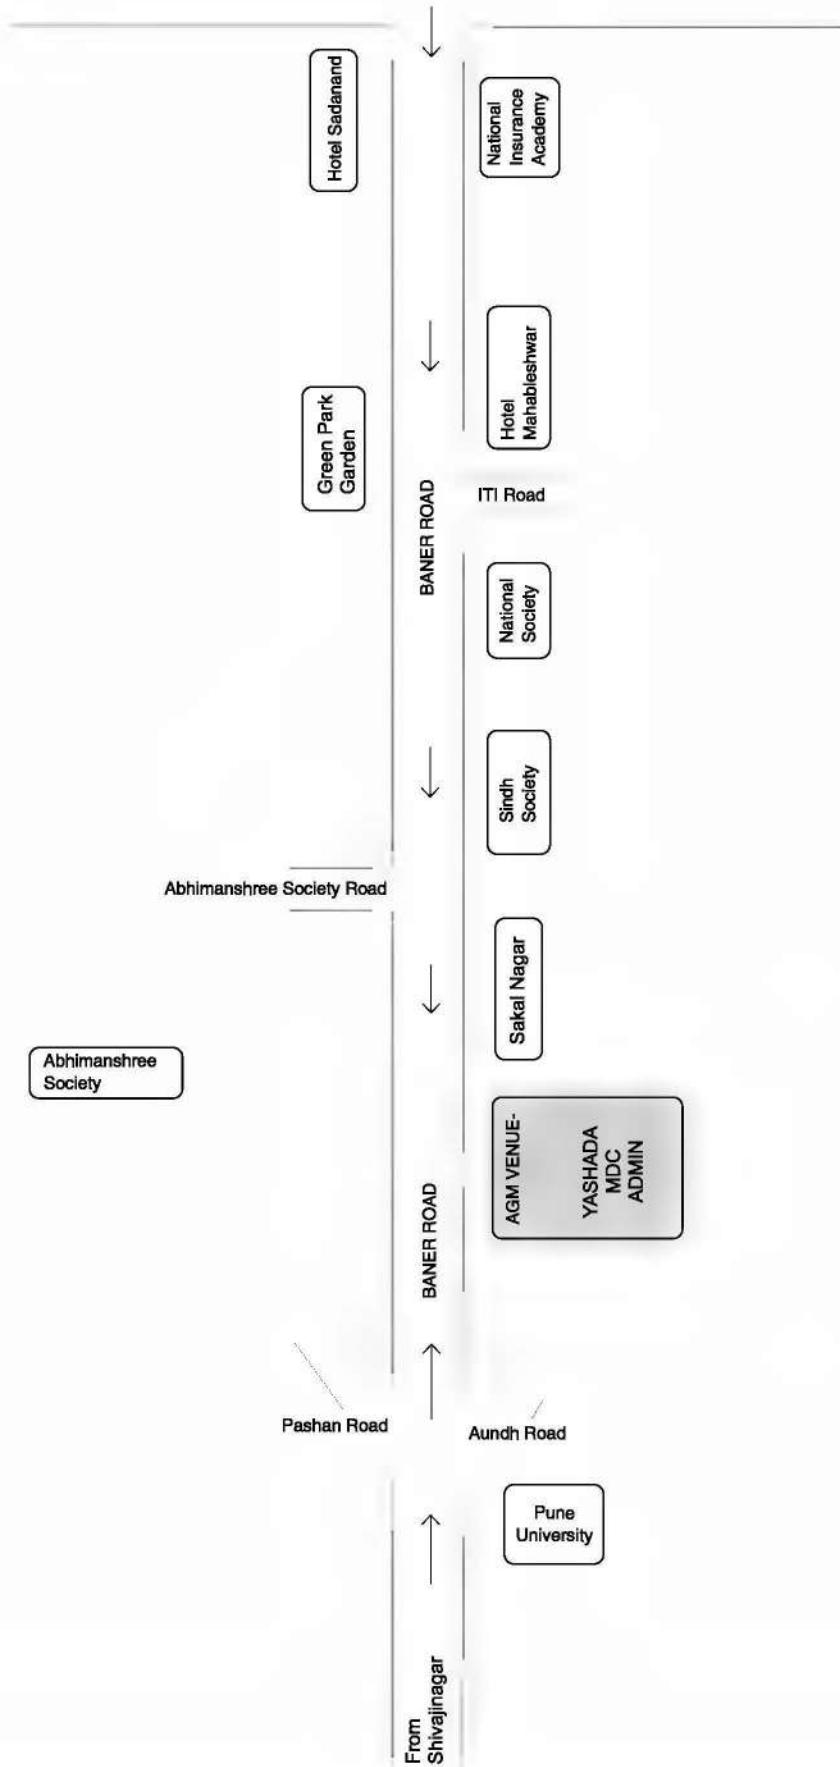 Hotel Sadanand
National
Insurance
Academy
Hotel
Mahableshwar
Green Park
Garden
BANER ROAD
ITI Road
National
Society
Sindh
Society
Abhimanshree Society Road
Sakal Nagar
Abhimanshree
Society
AGM VENUE-
YASHADA
MDC
ADMIN
BANER ROAD
Pashan Road
Aundh Road
Pune
University
From
Shivajinagar